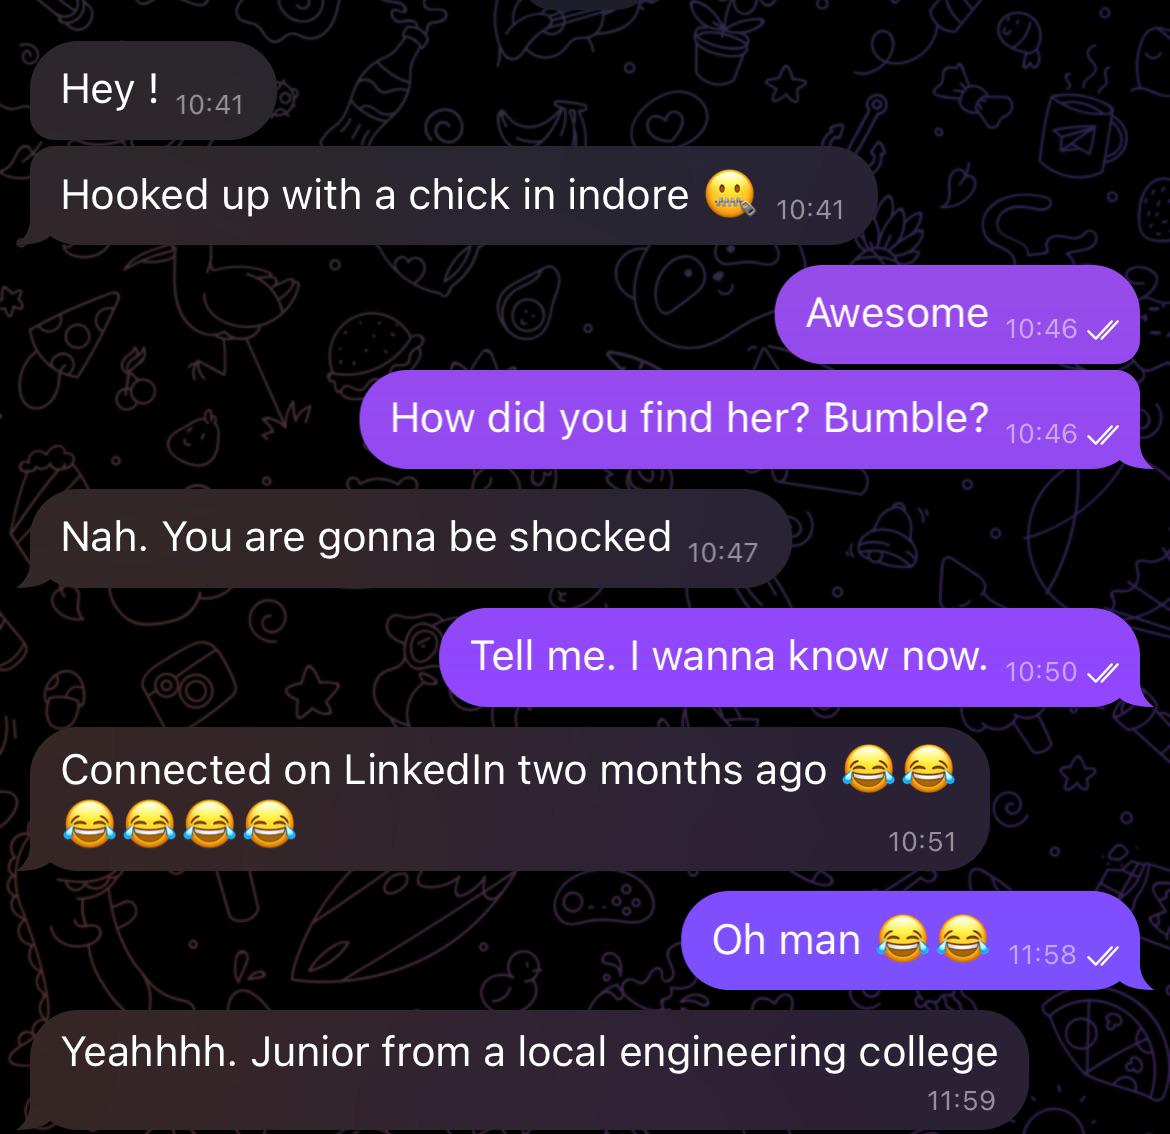 Hey ! 10:41
Hooked up with a chick in indore 🤐 10:41
Awesome 10:46
How did you find her? Bumble? 10:46
Nah. You are gonna be shocked 10:47
Tell me. I wanna know now. 10:50
Connected on LinkedIn two months ago 😂😂
😂😂😂😂
10:51
Oh man 😂😂 11:58
Yeahhhh. Junior from a local engineering college
11:59